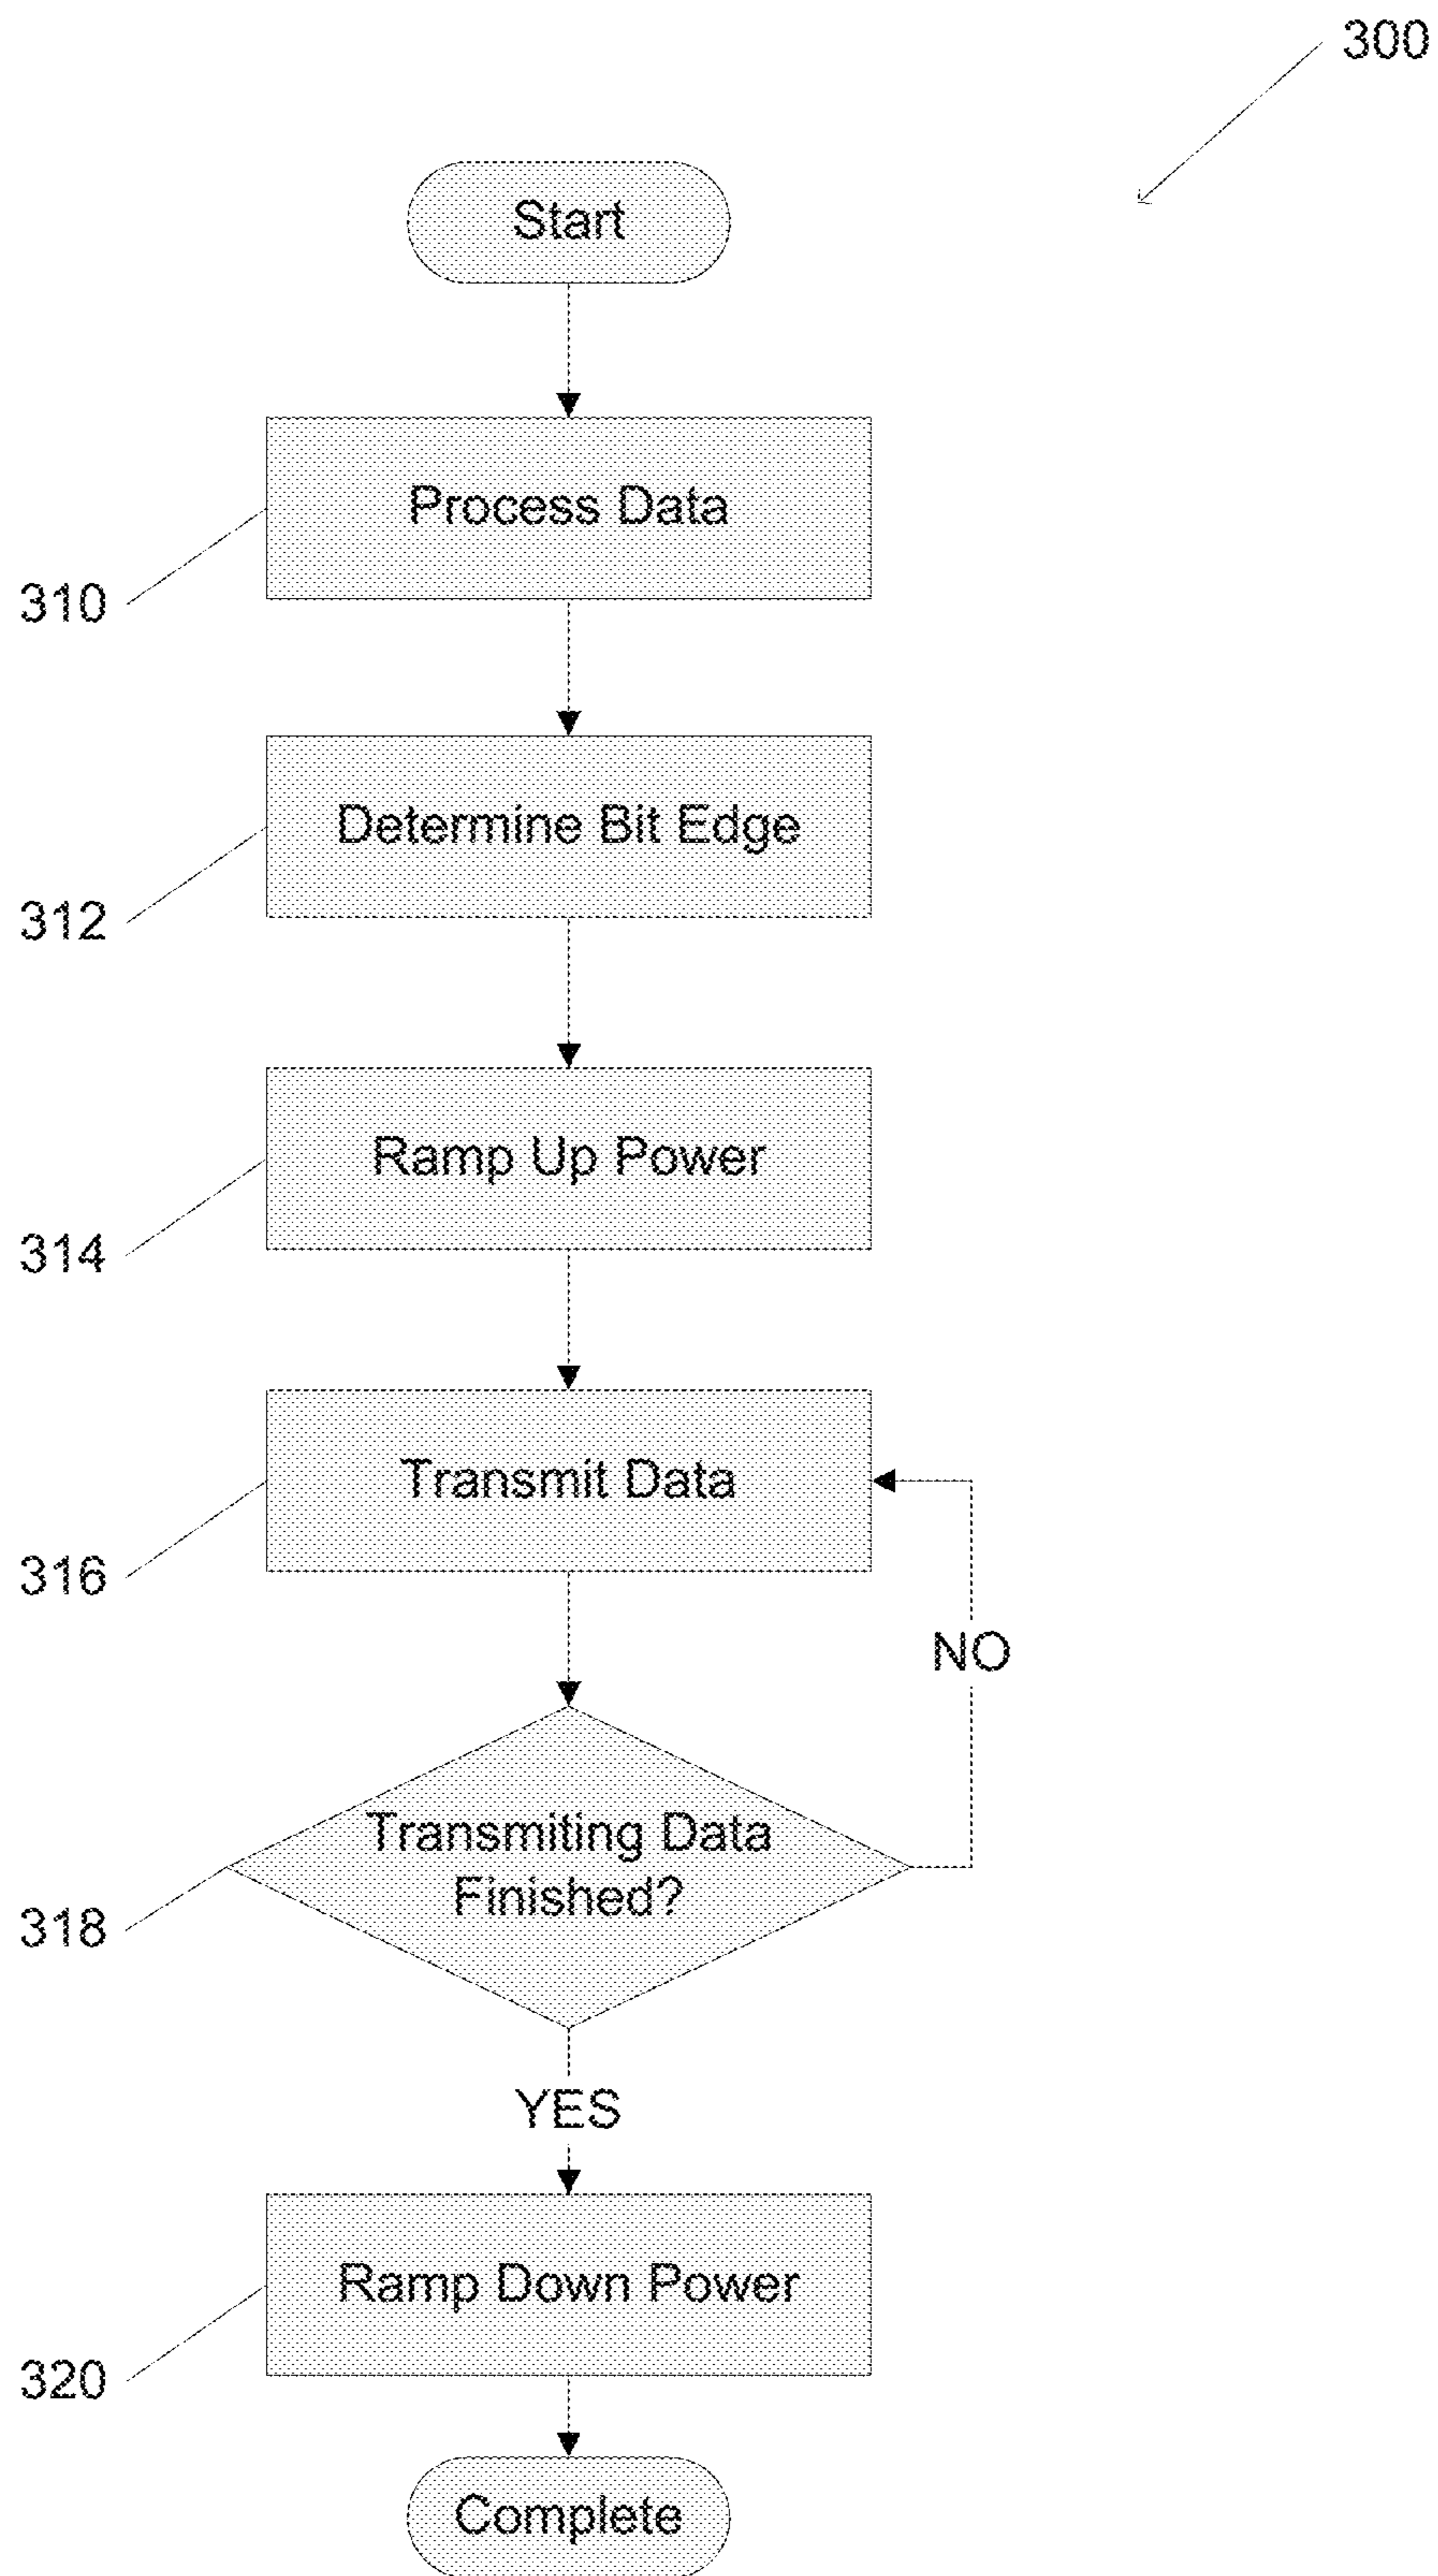 300
Start
Process Data
310
Determine Bit Edge
312
Ramp Up Power
314
Transmit Data
316
NO
Transmiting Data
Finished?
318
YES
Ramp Down Power
320
Complete